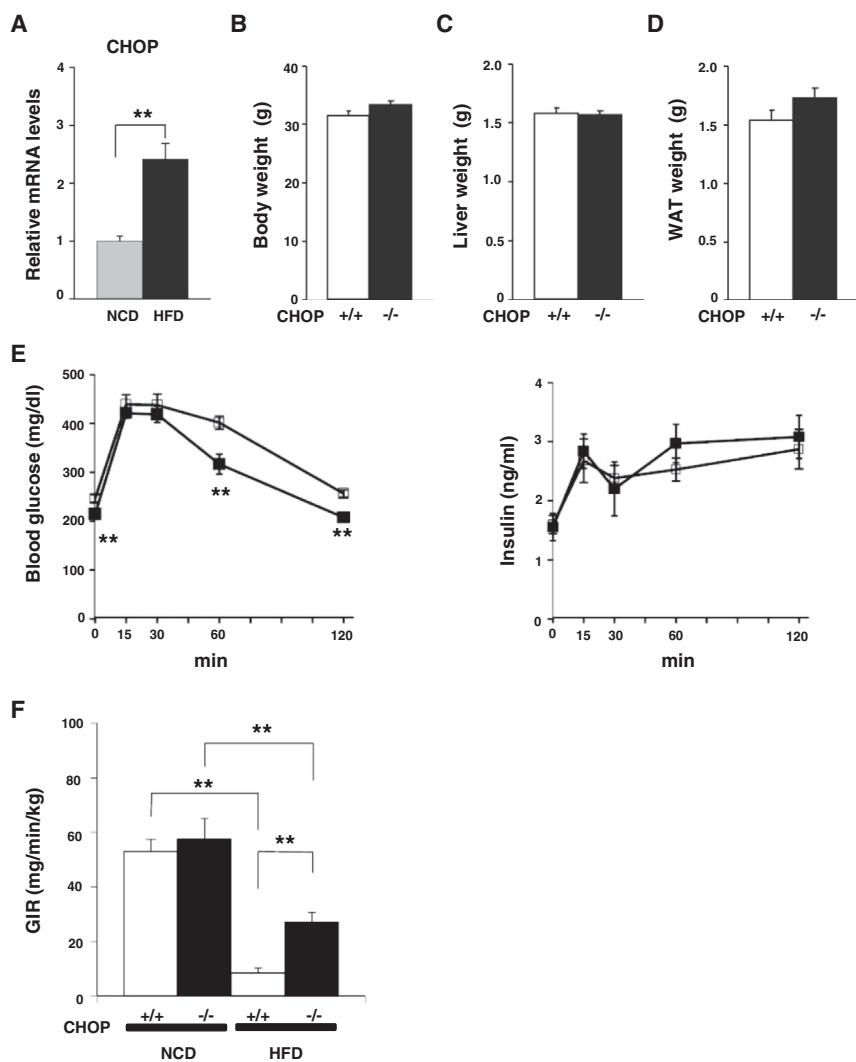 A
CHOP
Relative mRNA levels
4
3
2
1
0
**
NCD HFD
B
Body weight (g)
40
30
20
10
0
CHOP +/+ -/-
C
Liver weight (g)
2.0
1.5
1.0
0.5
0
CHOP +/+ -/-
D
WAT weight (g)
2.0
1.5
1.0
0.5
0
CHOP +/+ -/-
E
Blood glucose (mg/dl)
500
400
300
200
100
0
**
**
**
0 15 30 60 120
min
Insulin (ng/ml)
4
3
2
1
0
0 15 30 60 120
min
F
GIR (mg/min/kg)
100
80
60
40
20
0
**
**
**
CHOP +/+ -/- +/+ -/-
NCD HFD